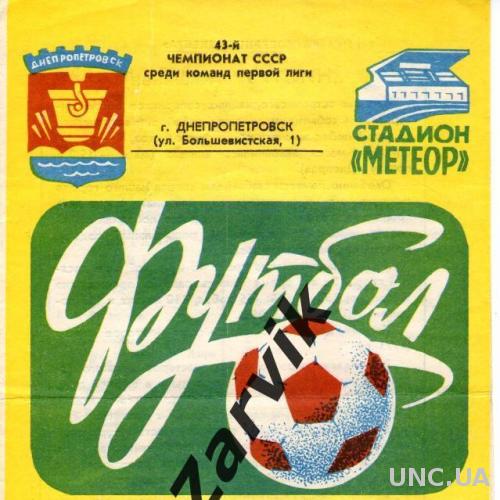 ДНЕПРОПЕТРОВСК
43-й
ЧЕМПИОНАТ СССР
среди команд первой лиги
г. ДНЕПРОПЕТРОВСК
(ул. Большевистская, 1)
СТАДИОН
«МЕТЕОР»
Футбол
Zarvik
UNC.UA